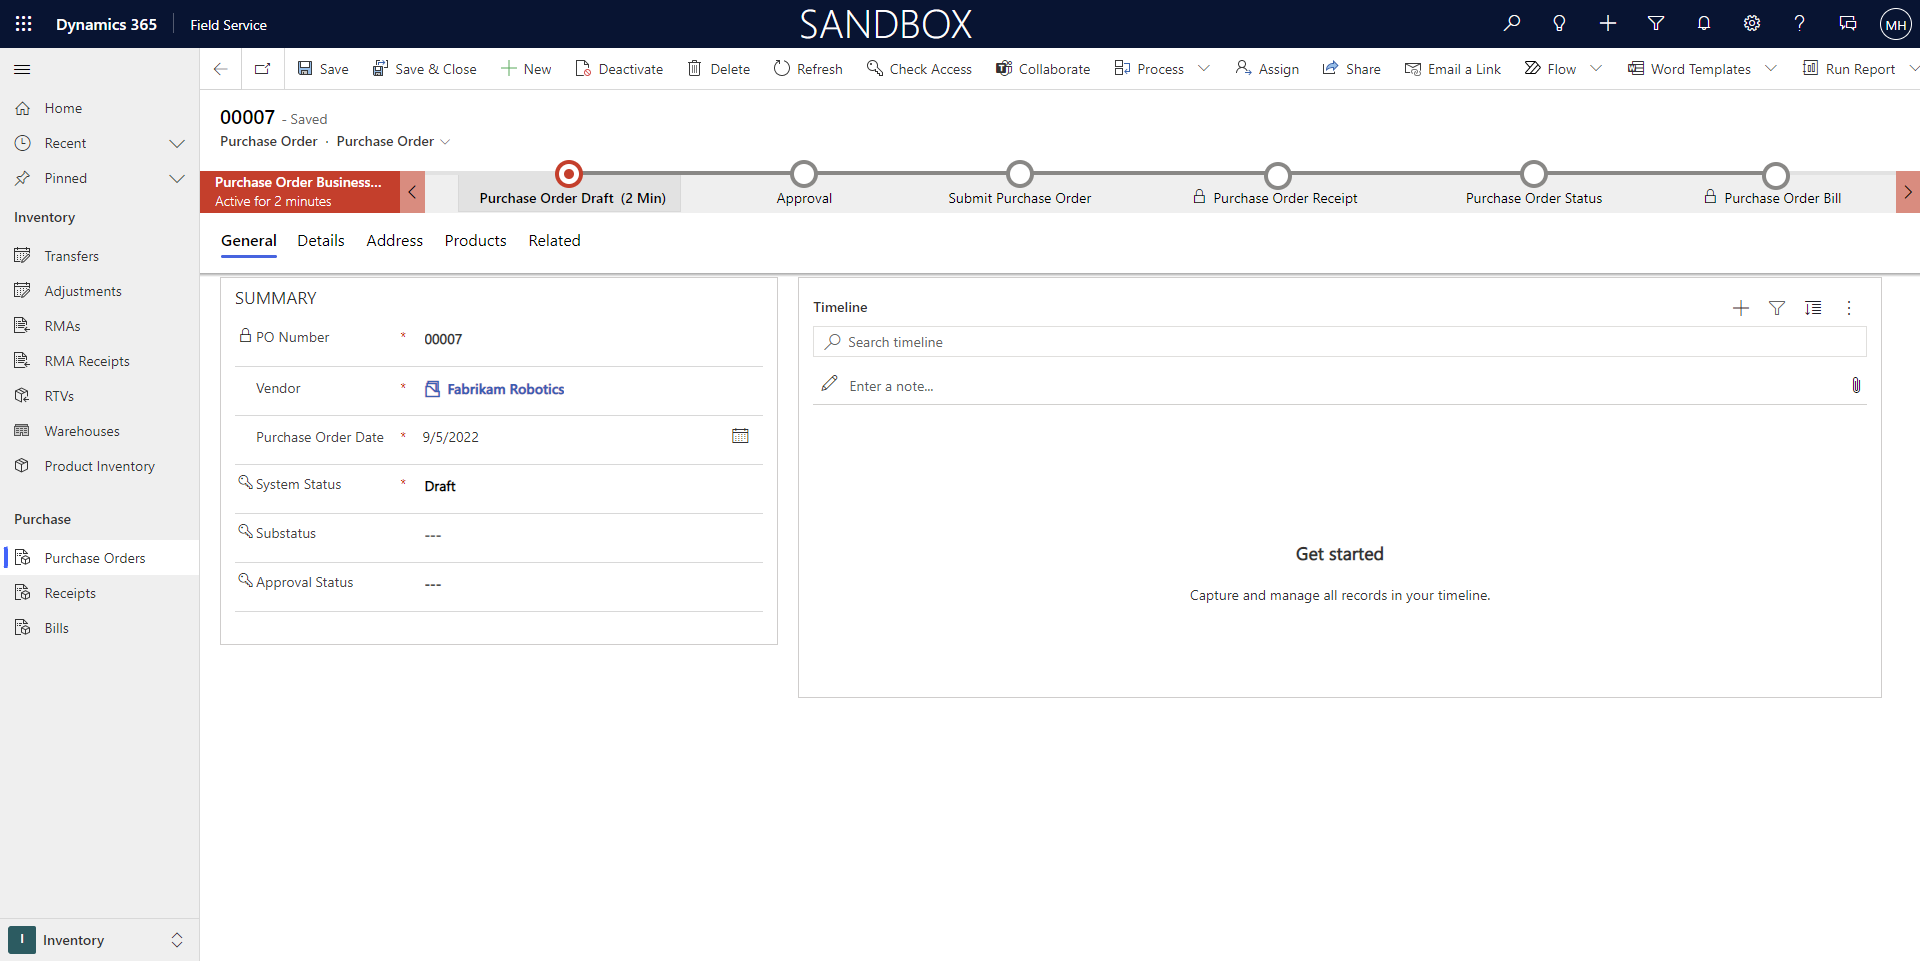 Dynamics 365 Field Service SANDBOX MH
Save Save & Close New Deactivate Delete Refresh Check Access Collaborate Process Assign Share Email a Link Flow Word Templates Run Report
Home
Recent
Pinned
Inventory
Transfers
Adjustments
RMAs
RMA Receipts
RTVs
Warehouses
Product Inventory
Purchase
Purchase Orders
Receipts
Bills
I Inventory
00007 - Saved
Purchase Order · Purchase Order
Purchase Order Business...
Active for 2 minutes
Purchase Order Draft (2 Min) Approval Submit Purchase Order Purchase Order Receipt Purchase Order Status Purchase Order Bill
General Details Address Products Related
SUMMARY
PO Number * 00007
Vendor * Fabrikam Robotics
Purchase Order Date * 9/5/2022
System Status * Draft
Substatus ---
Approval Status ---
Timeline
Search timeline
Enter a note...
Get started
Capture and manage all records in your timeline.